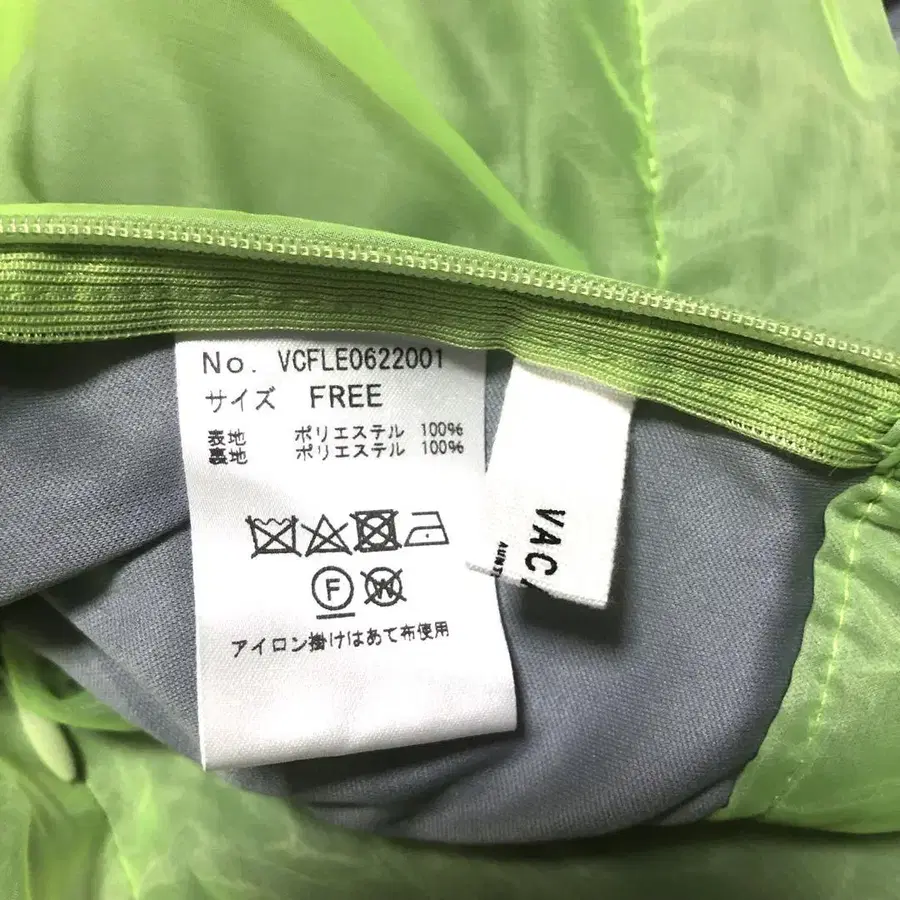 No. VCFLE0622001
サイズ FREE
表地 ポリエステル 100%
裏地 ポリエステル 100%
F
W
アイロン掛けはあて布使用